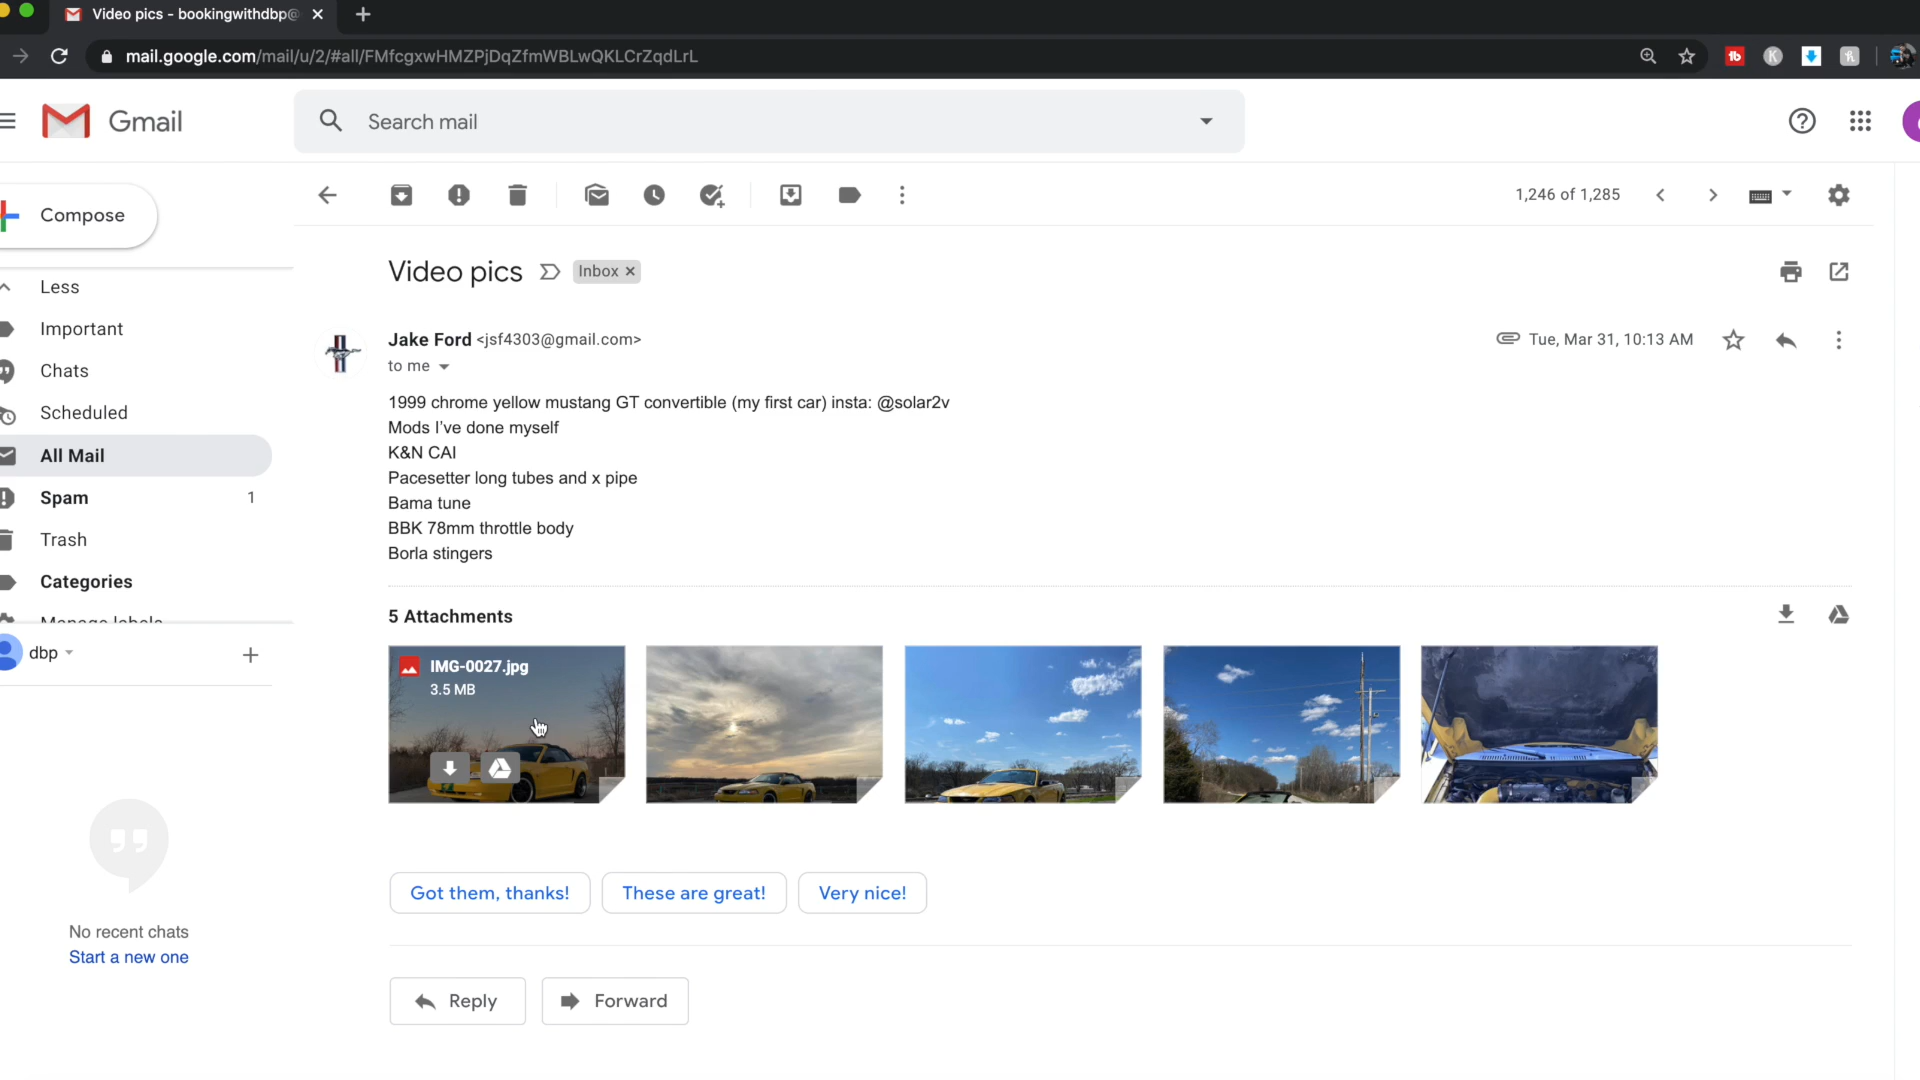 Video pics - bookingwithdbp@
mail.google.com/mail/u/2/#all/FMfcgxwHMZPjDqZfmWBLwQKLCrZqdLrL
Gmail
Search mail
Compose
1,246 of 1,285
Less
Important
Chats
Scheduled
All Mail
Spam 1
Trash
Categories
Manage labels
dbp
No recent chats
Start a new one
Video pics
Inbox ×
Jake Ford <jsf4303@gmail.com>
Tue, Mar 31, 10:13 AM
to me
1999 chrome yellow mustang GT convertible (my first car) insta: @solar2v
Mods I've done myself
K&N CAI
Pacesetter long tubes and x pipe
Bama tune
BBK 78mm throttle body
Borla stingers
5 Attachments
IMG-0027.jpg
3.5 MB
Got them, thanks!
These are great!
Very nice!
Reply
Forward